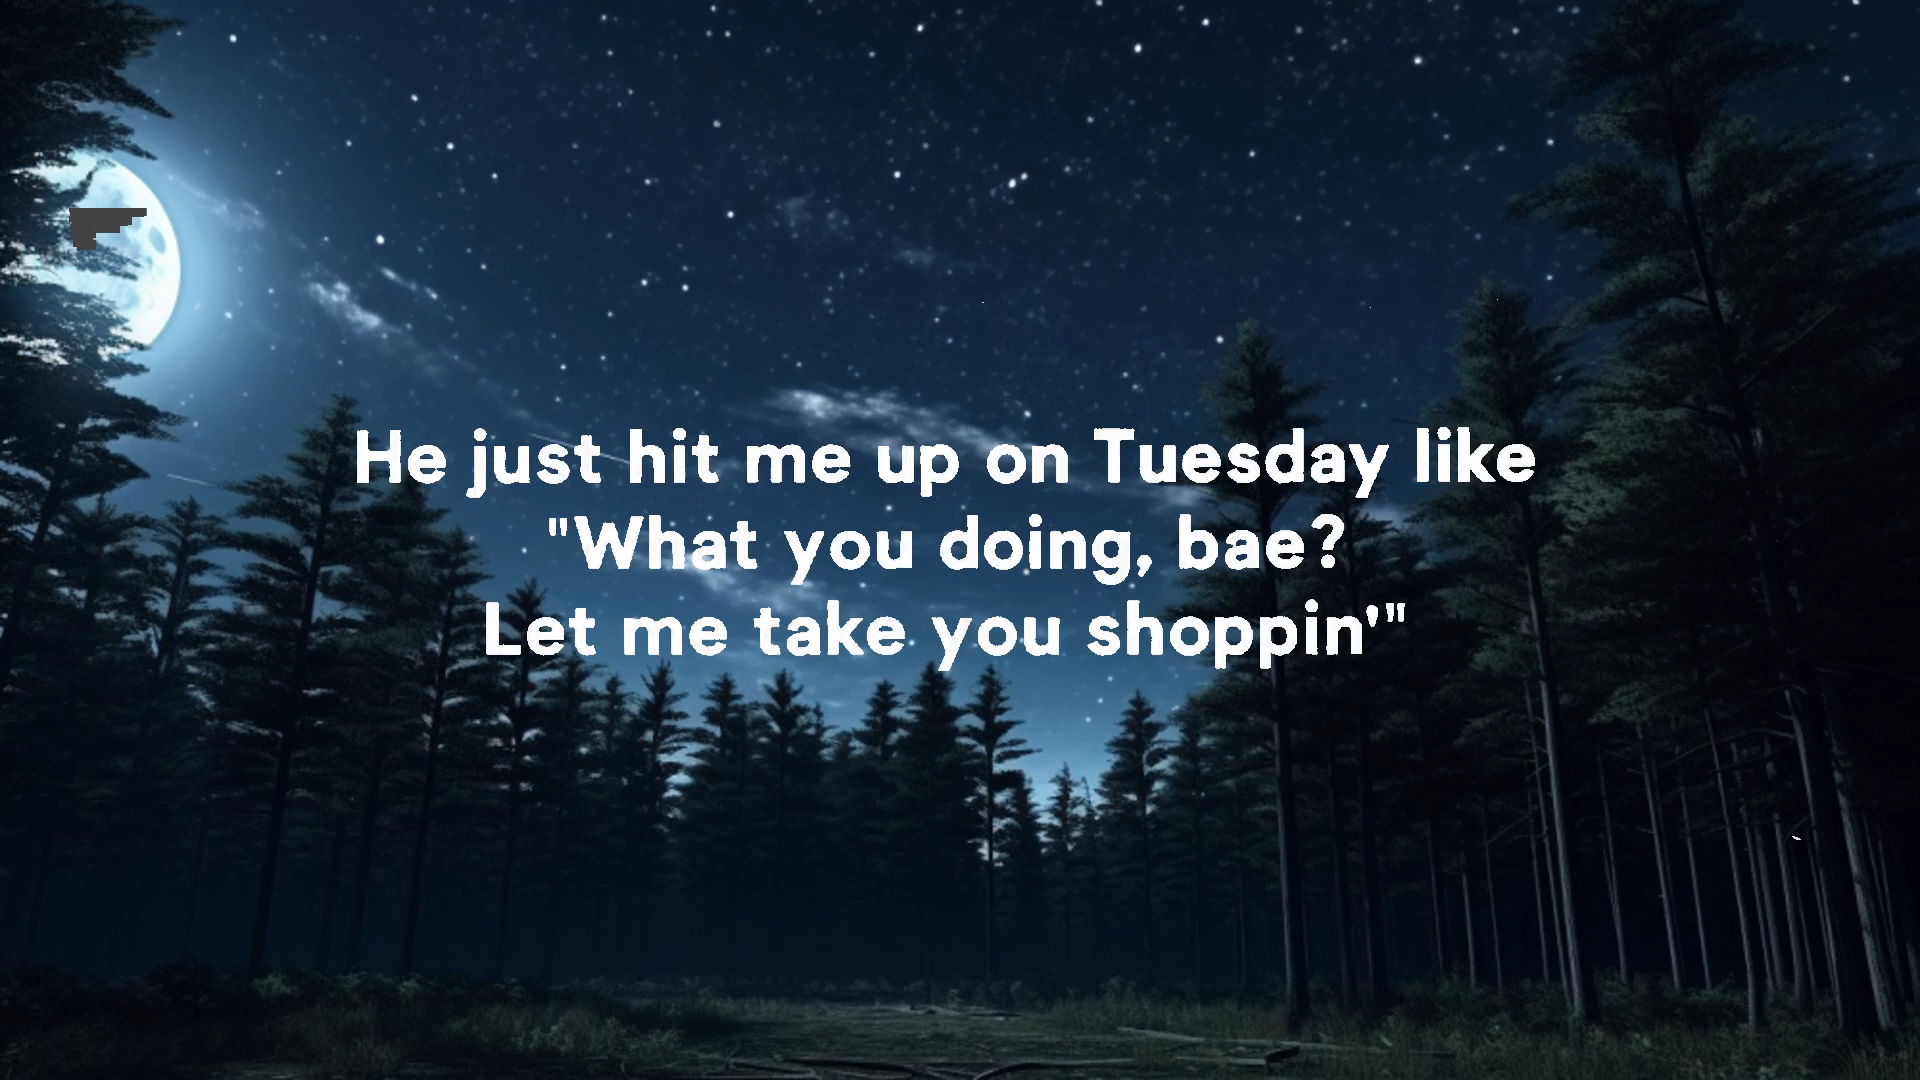 He just hit me up on Tuesday like
"What you doing, bae?
Let me take you shoppin'"